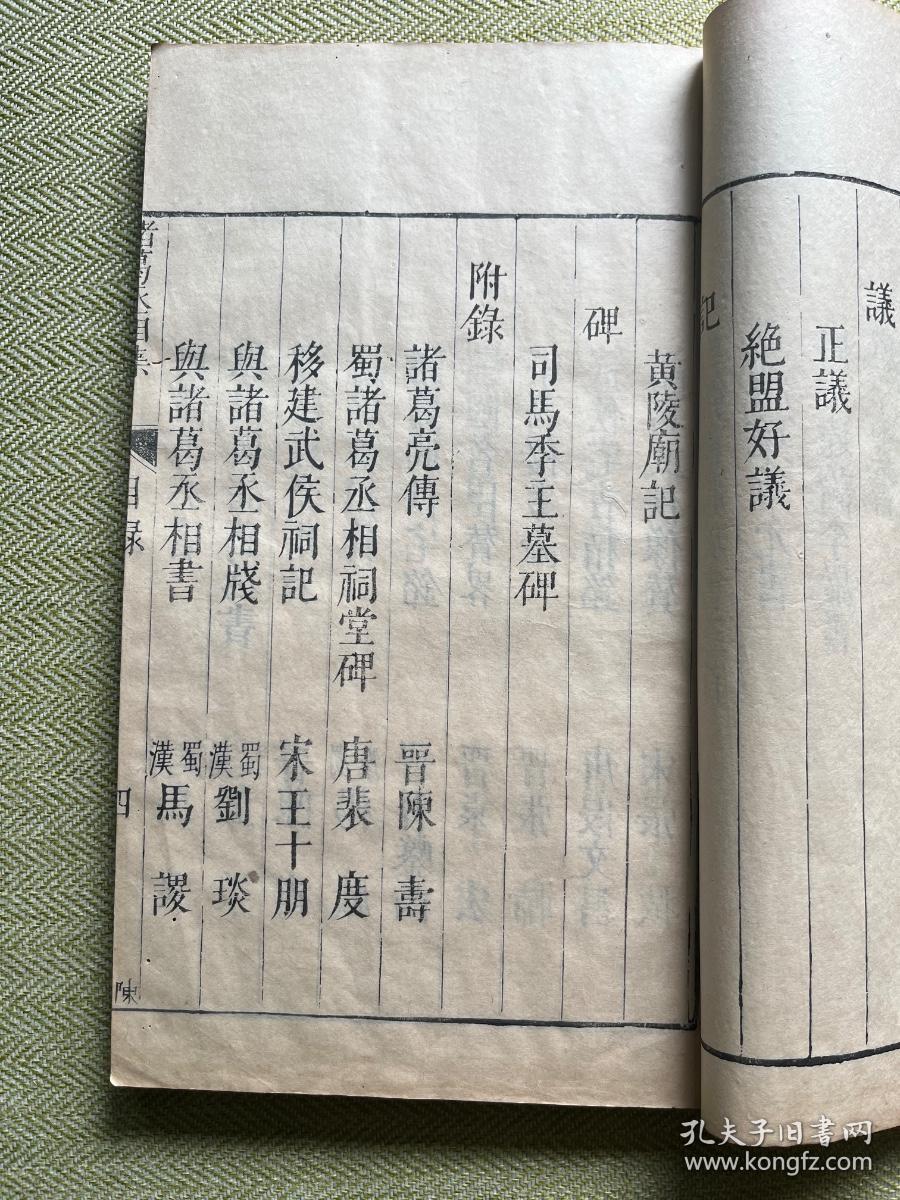 議
正議
絶盟好議
記
黃陵廟記
碑
司馬季主墓碑
附錄
諸葛亮傳 晉陳壽
蜀諸葛丞相祠堂碑 唐裴度
移建武侯祠記 宋王十朋
與諸葛丞相牋 蜀漢劉琰
與諸葛丞相書 蜀漢馬謖
諸葛丞相集 目録 四 陳
孔夫子旧书网
www.kongfz.com